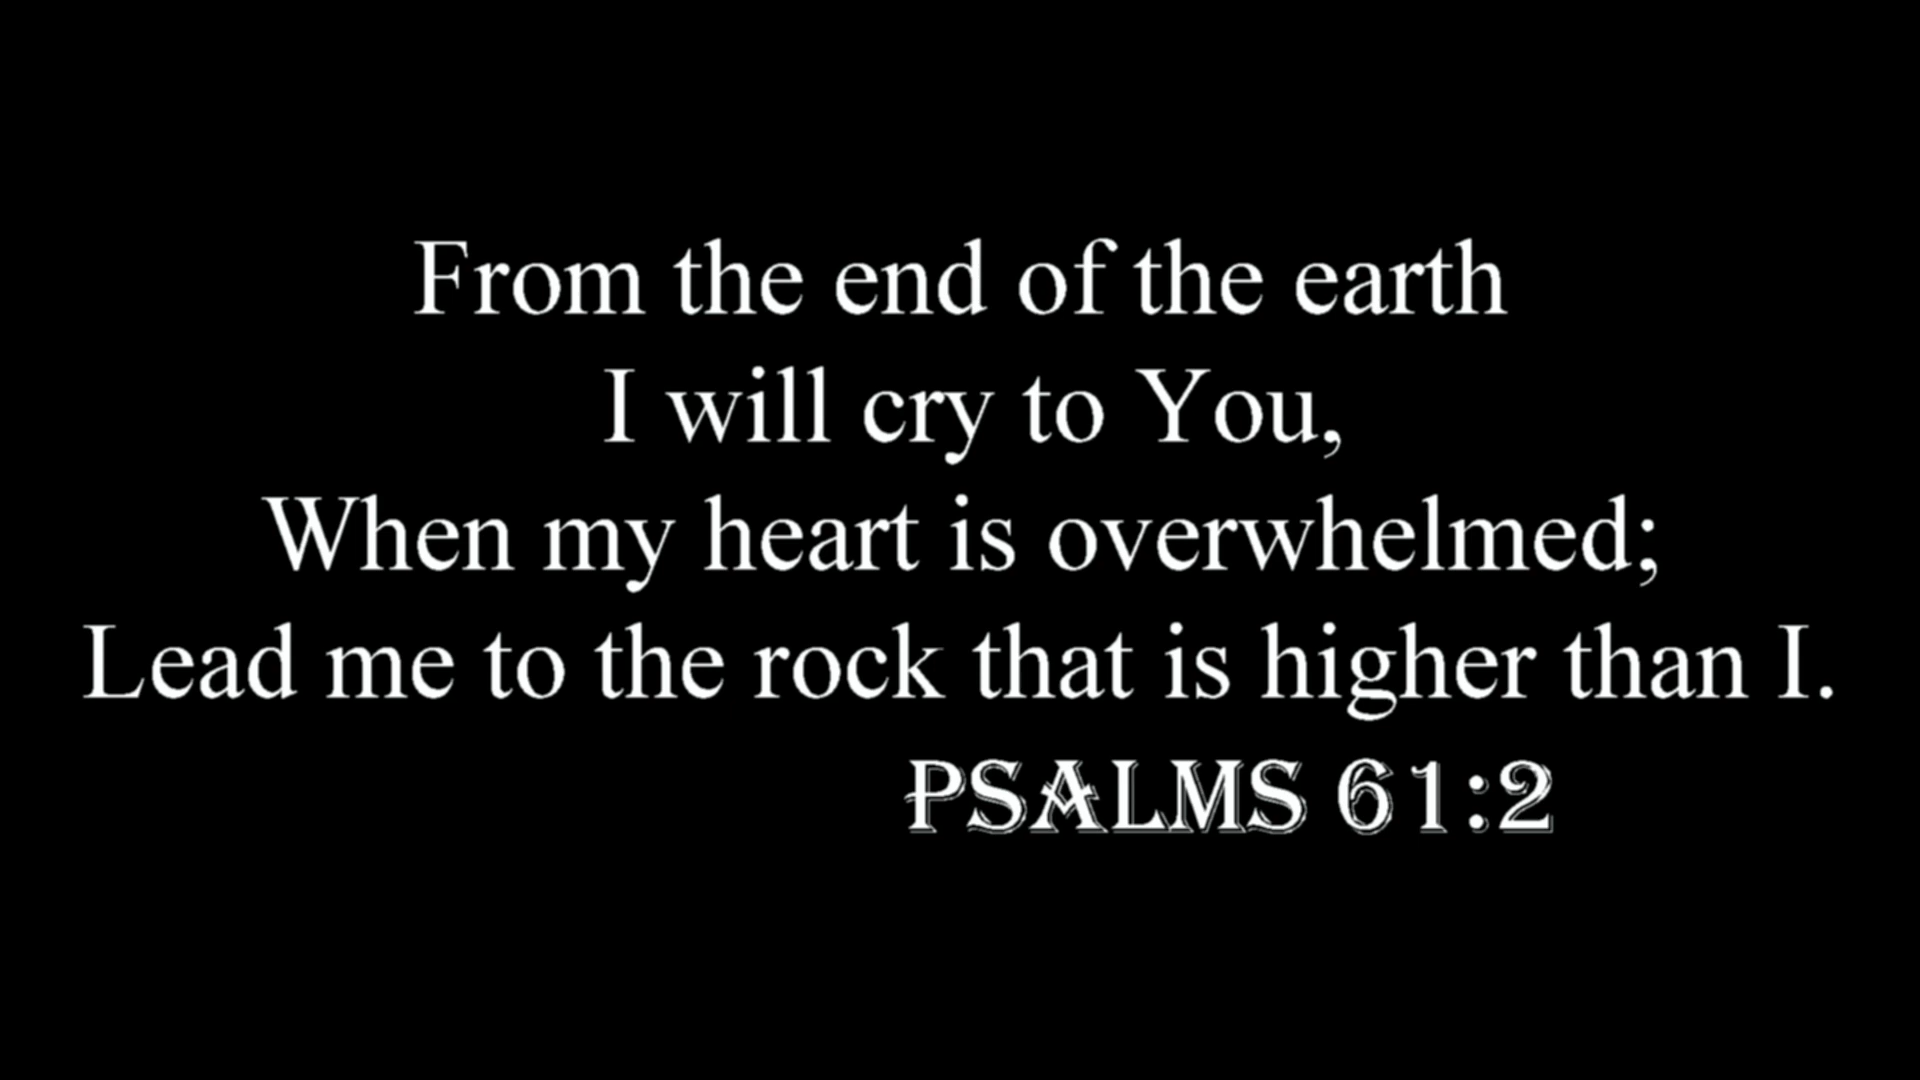 From the end of the earth
I will cry to You,
When my heart is overwhelmed;
Lead me to the rock that is higher than I.
PSALMS 61:2